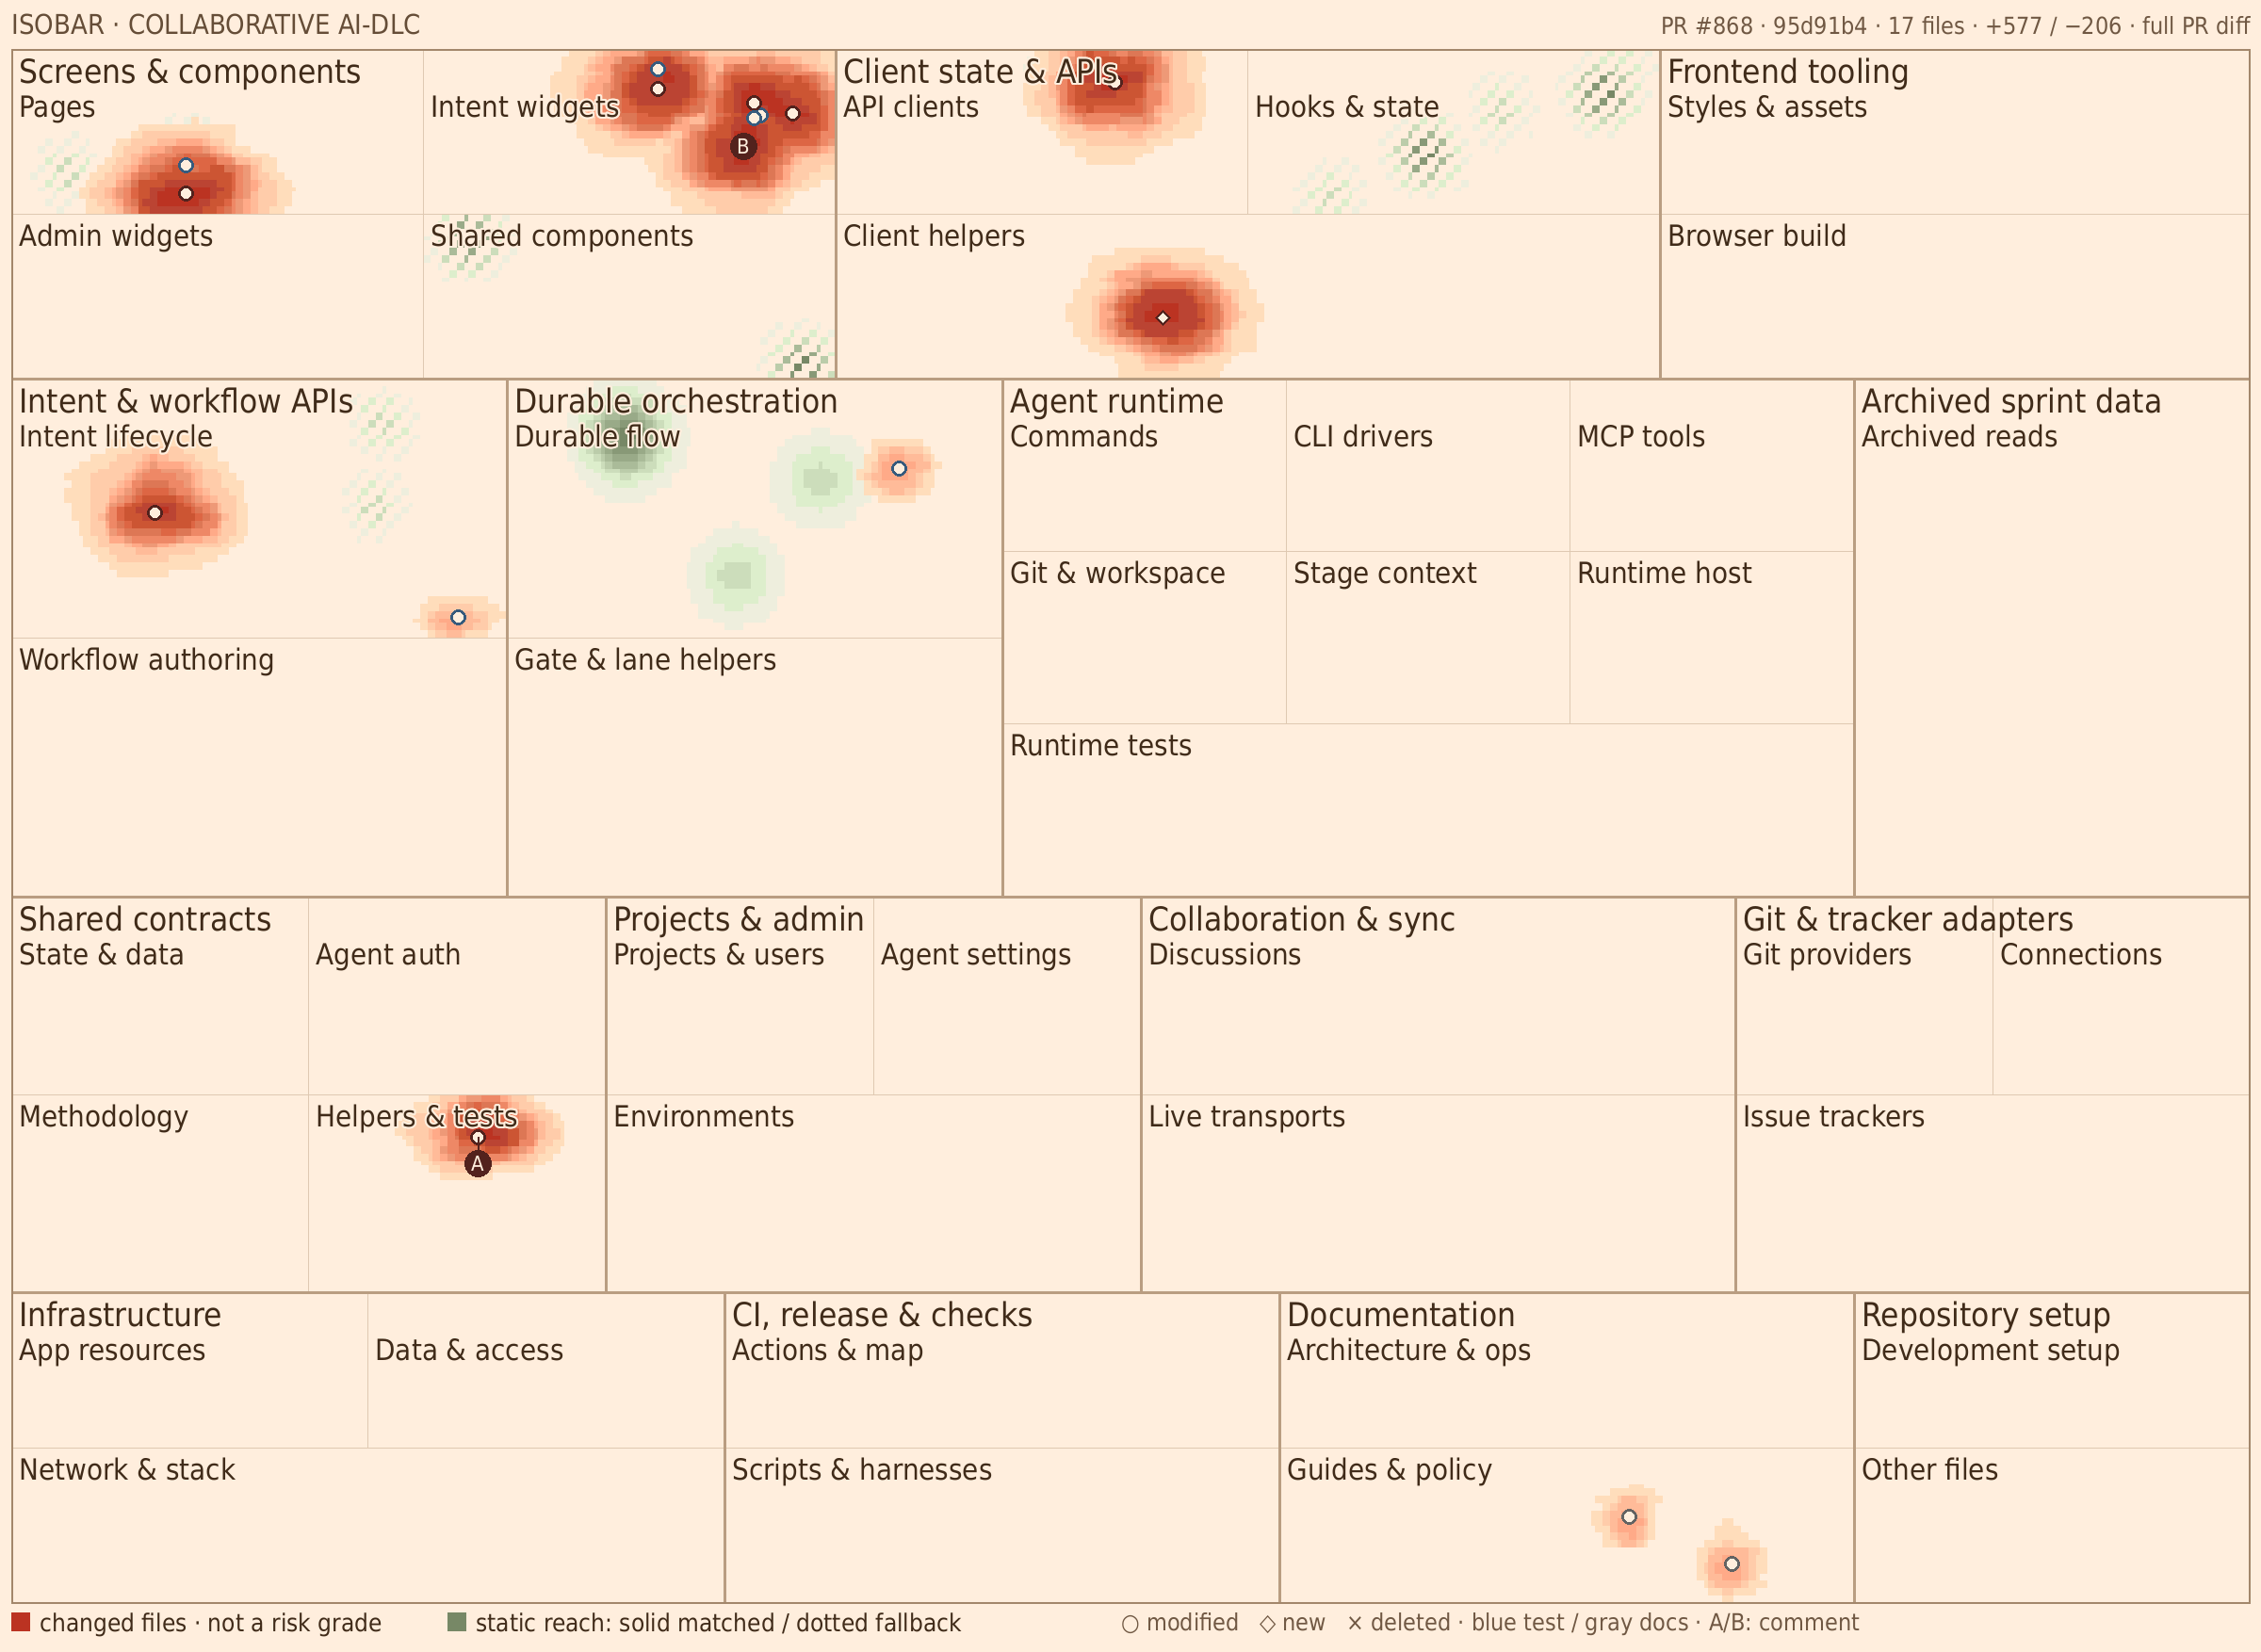 ISOBAR · COLLABORATIVE AI-DLC
PR #868 · 95d91b4 · 17 files · +577 / −206 · full PR diff
Screens & components
Pages
Intent widgets
Client state & APIs
API clients
Hooks & state
Frontend tooling
Styles & assets
B
Admin widgets
Shared components
Client helpers
Browser build
Intent & workflow APIs
Intent lifecycle
Durable orchestration
Durable flow
Agent runtime
Commands
CLI drivers
MCP tools
Archived sprint data
Archived reads
Git & workspace
Stage context
Runtime host
Workflow authoring
Gate & lane helpers
Runtime tests
Shared contracts
State & data
Agent auth
Projects & admin
Projects & users
Agent settings
Collaboration & sync
Discussions
Git & tracker adapters
Git providers
Connections
Methodology
Helpers & tests
A
Environments
Live transports
Issue trackers
Infrastructure
App resources
Data & access
CI, release & checks
Actions & map
Documentation
Architecture & ops
Repository setup
Development setup
Network & stack
Scripts & harnesses
Guides & policy
Other files
changed files · not a risk grade
static reach: solid matched / dotted fallback
○ modified ◇ new × deleted · blue test / gray docs · A/B: comment